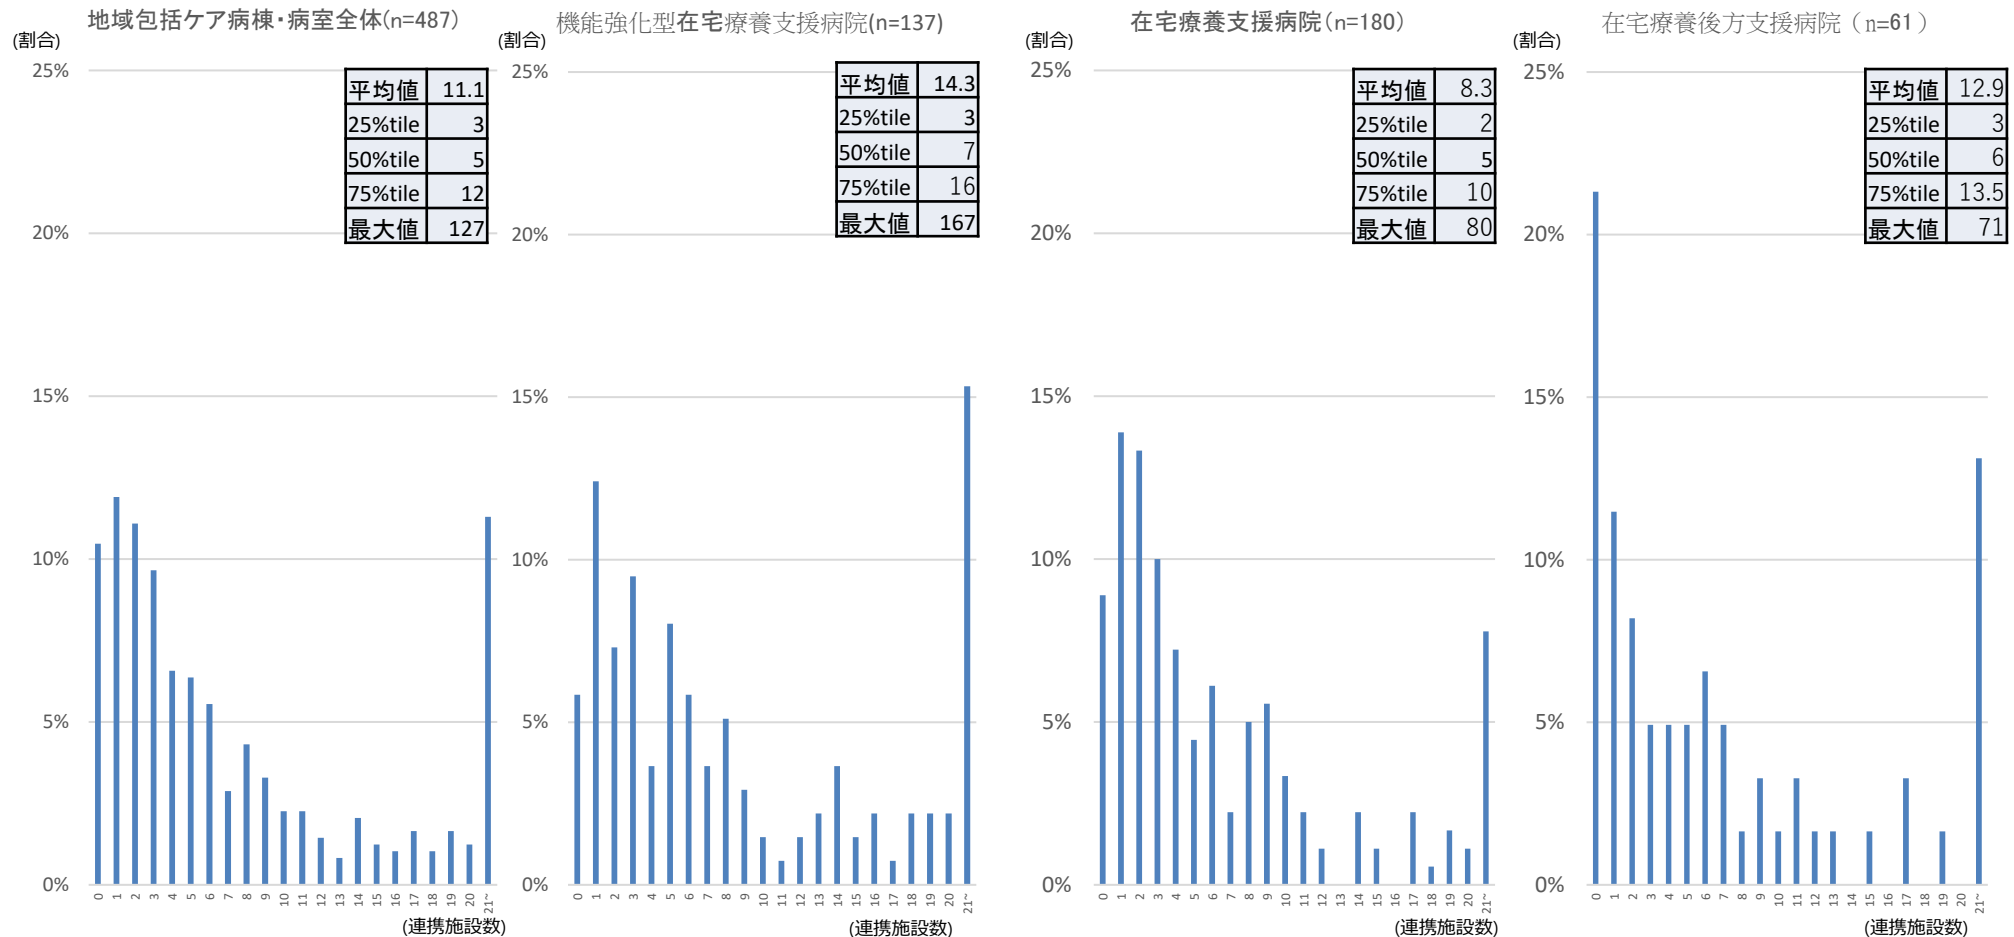 地域包括ケア病棟・病室全体(n=487)
(割合)
25%
20%
15%
10%
5%
0%
平均値 11.1
25%tile 3
50%tile 5
75%tile 12
最大値 127
0 1 2 3 4 5 6 7 8 9 10 11 12 13 14 15 16 17 18 19 20 21~
(連携施設数)
機能強化型在宅療養支援病院(n=137)
(割合)
25%
20%
15%
10%
5%
0%
平均値 14.3
25%tile 3
50%tile 7
75%tile 16
最大値 167
0 1 2 3 4 5 6 7 8 9 10 11 12 13 14 15 16 17 18 19 20 21~
(連携施設数)
在宅療養支援病院(n=180)
(割合)
25%
20%
15%
10%
5%
0%
平均値 8.3
25%tile 2
50%tile 5
75%tile 10
最大値 80
0 1 2 3 4 5 6 7 8 9 10 11 12 13 14 15 16 17 18 19 20 21~
(連携施設数)
在宅療養後方支援病院（n=61）
(割合)
25%
20%
15%
10%
5%
0%
平均値 12.9
25%tile 3
50%tile 6
75%tile 13.5
最大値 71
0 1 2 3 4 5 6 7 8 9 10 11 12 13 14 15 16 17 18 19 20 21~
(連携施設数)